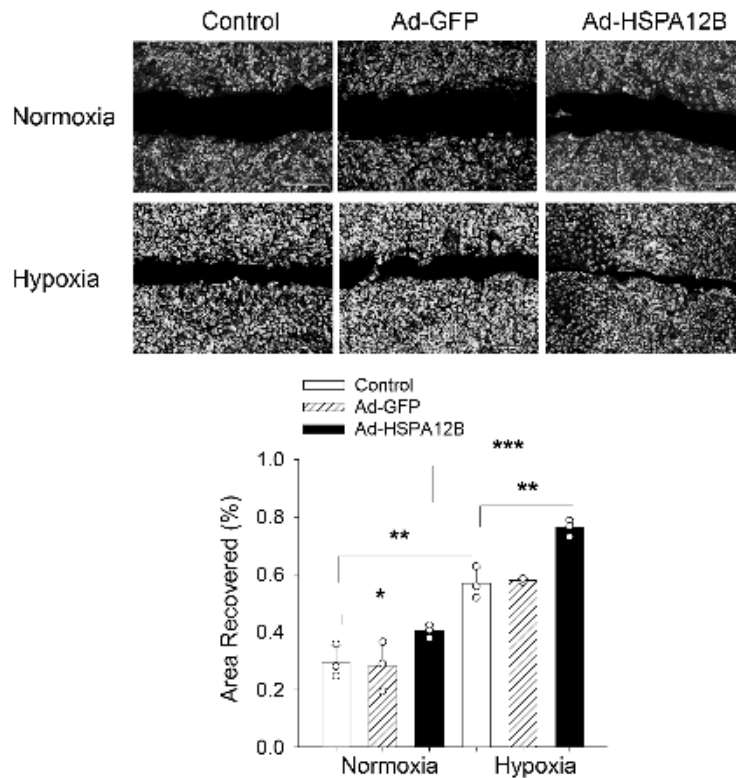 Control Ad-GFP Ad-HSPA12B
Normoxia
Hypoxia
Control
Ad-GFP
Ad-HSPA12B
***
**
**
*
Area Recovered (%)
1.0
0.8
0.6
0.4
0.2
0.0
Normoxia Hypoxia